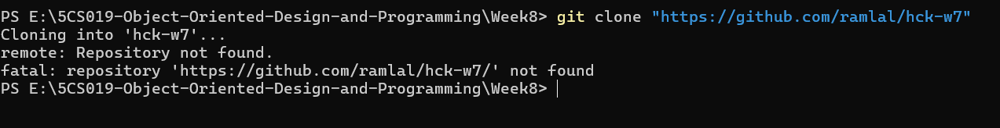 PS E:\5CS019-Object-Oriented-Design-and-Programming\Week8> git clone "https://github.com/ramlal/hck-w7"
Cloning into 'hck-w7'...
remote: Repository not found.
fatal: repository 'https://github.com/ramlal/hck-w7/' not found
PS E:\5CS019-Object-Oriented-Design-and-Programming\Week8>